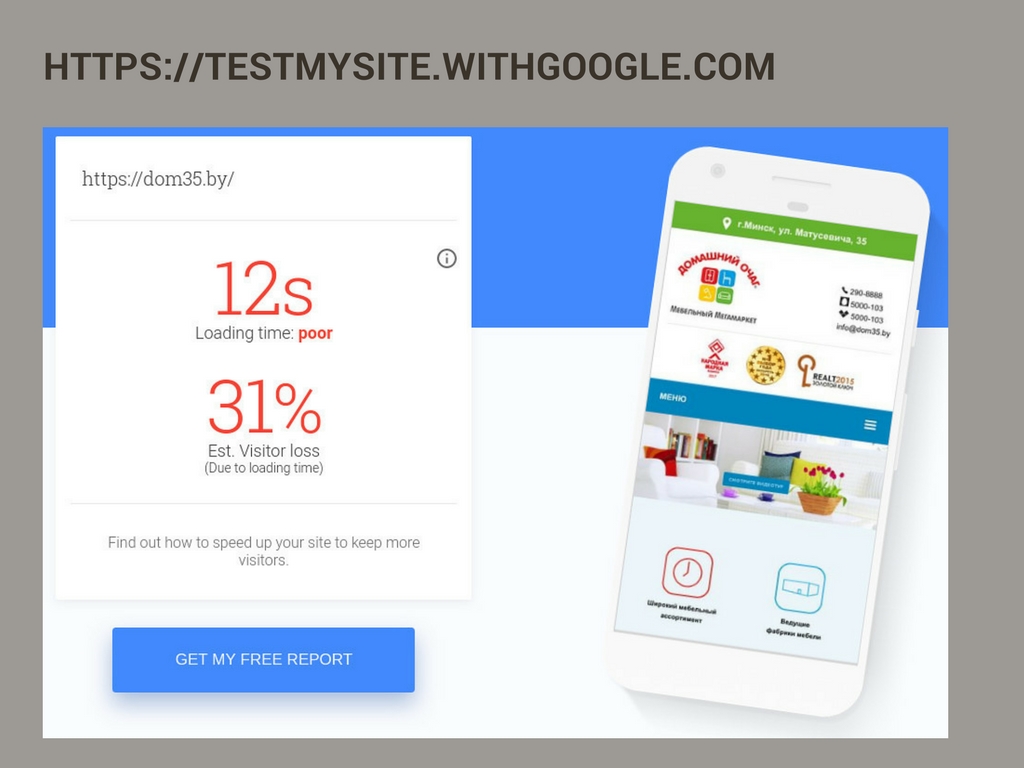 HTTPS://TESTMYSITE.WITHGOOGLE.COM
https://dom35.by/
12s
Loading time: poor
31%
Est. Visitor loss
(Due to loading time)
Find out how to speed up your site to keep more
visitors.
GET MY FREE REPORT
г.Минск, ул. Матусевича, 35
ДОМАШНИЙ ОЧАГ
МЕБЕЛЬНЫЙ МЕГАМАРКЕТ
290-8888
5000-103
5000-103
info@dom35.by
НАРОДНАЯ
МАРКА
REALT2015
ЗОЛОТОЙ КЛЮЧ
МЕНЮ
Широкий мебельный
ассортимент
Ведущие
фабрики мебели